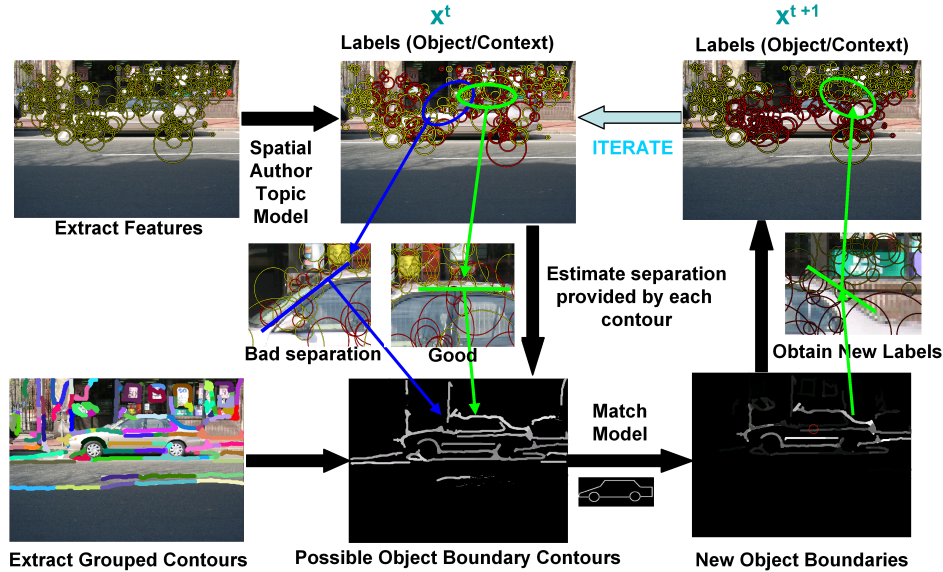 x^t
x^{t+1}
Labels (Object/Context)
Labels (Object/Context)
Spatial
Author
Topic
Model
ITERATE
Extract Features
Estimate separation
provided by each
contour
Bad separation
Good
Obtain New Labels
Match
Model
Extract Grouped Contours
Possible Object Boundary Contours
New Object Boundaries